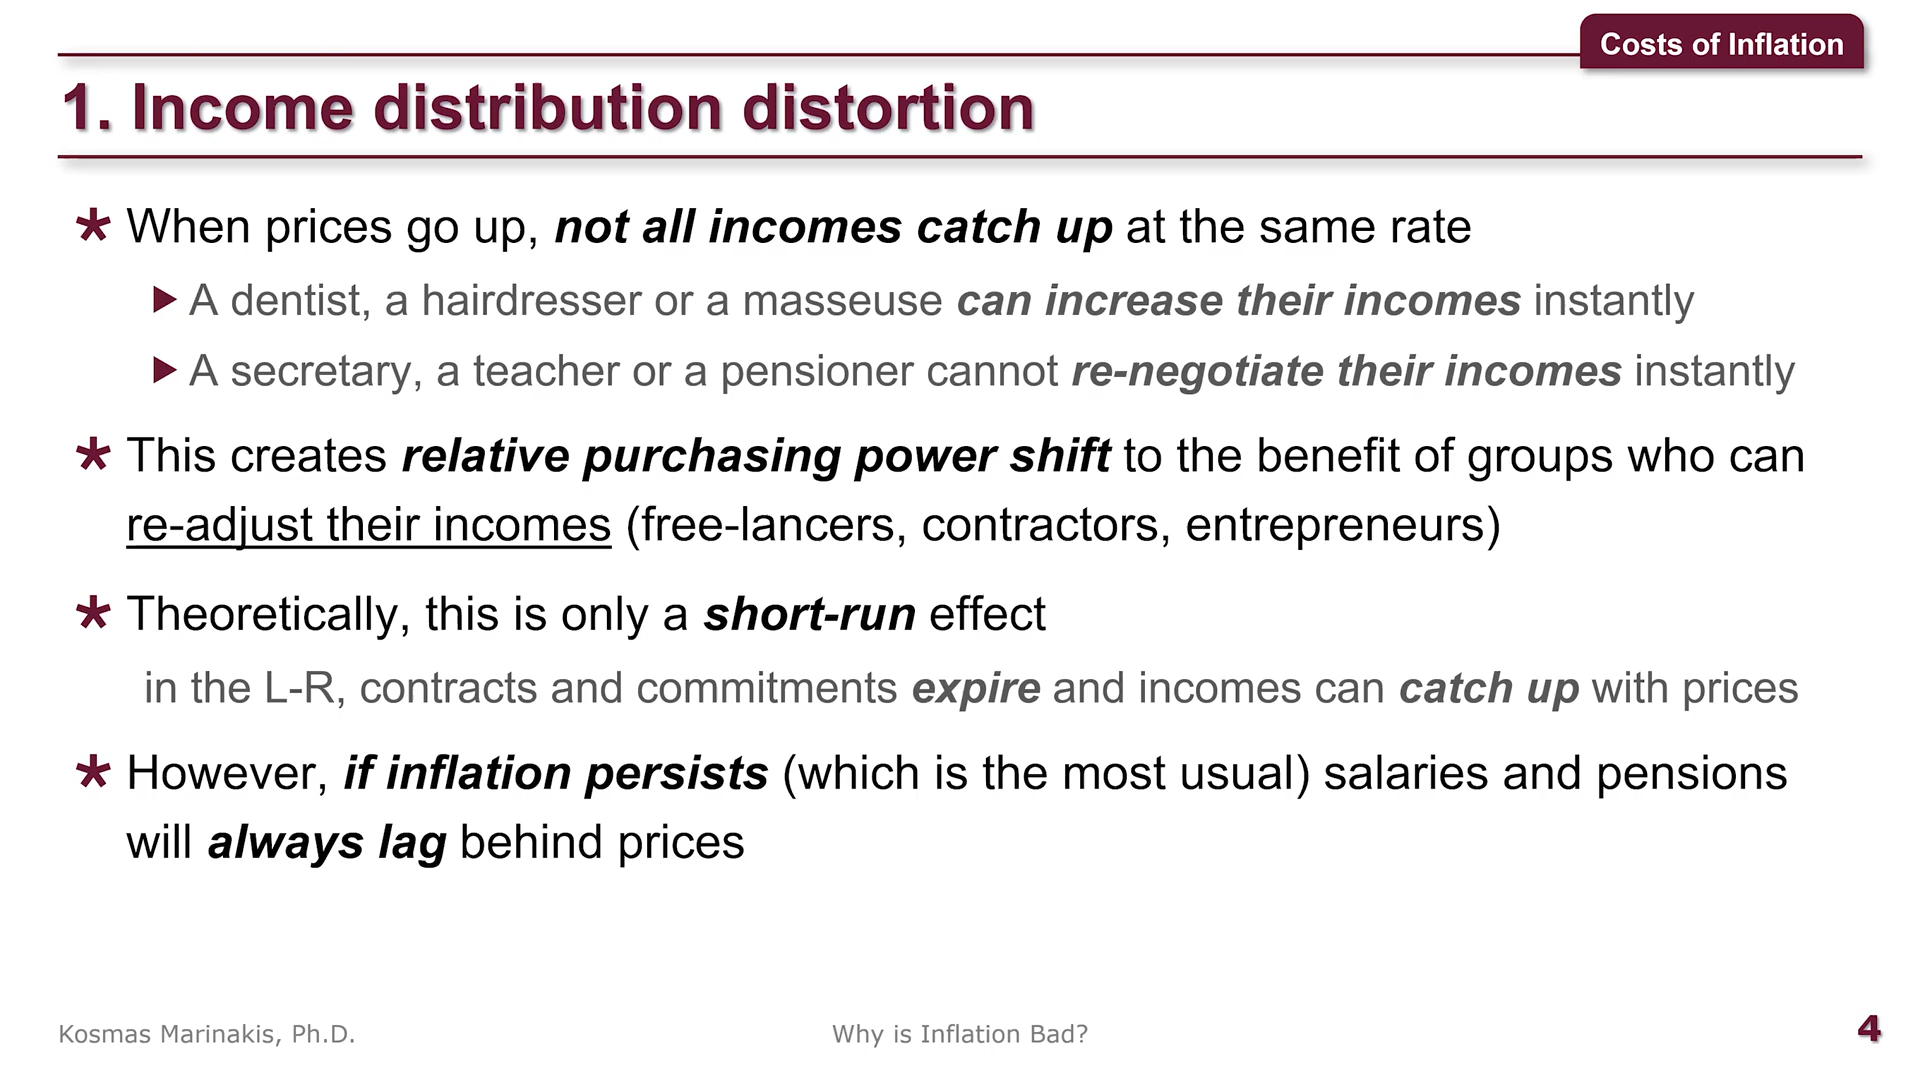 Costs of Inflation
1. Income distribution distortion
* When prices go up, not all incomes catch up at the same rate
A dentist, a hairdresser or a masseuse can increase their incomes instantly
A secretary, a teacher or a pensioner cannot re-negotiate their incomes instantly
* This creates relative purchasing power shift to the benefit of groups who can
re-adjust their incomes (free-lancers, contractors, entrepreneurs)
* Theoretically, this is only a short-run effect
in the L-R, contracts and commitments expire and incomes can catch up with prices
* However, if inflation persists (which is the most usual) salaries and pensions
will always lag behind prices
Kosmas Marinakis, Ph.D.
Why is Inflation Bad?
4